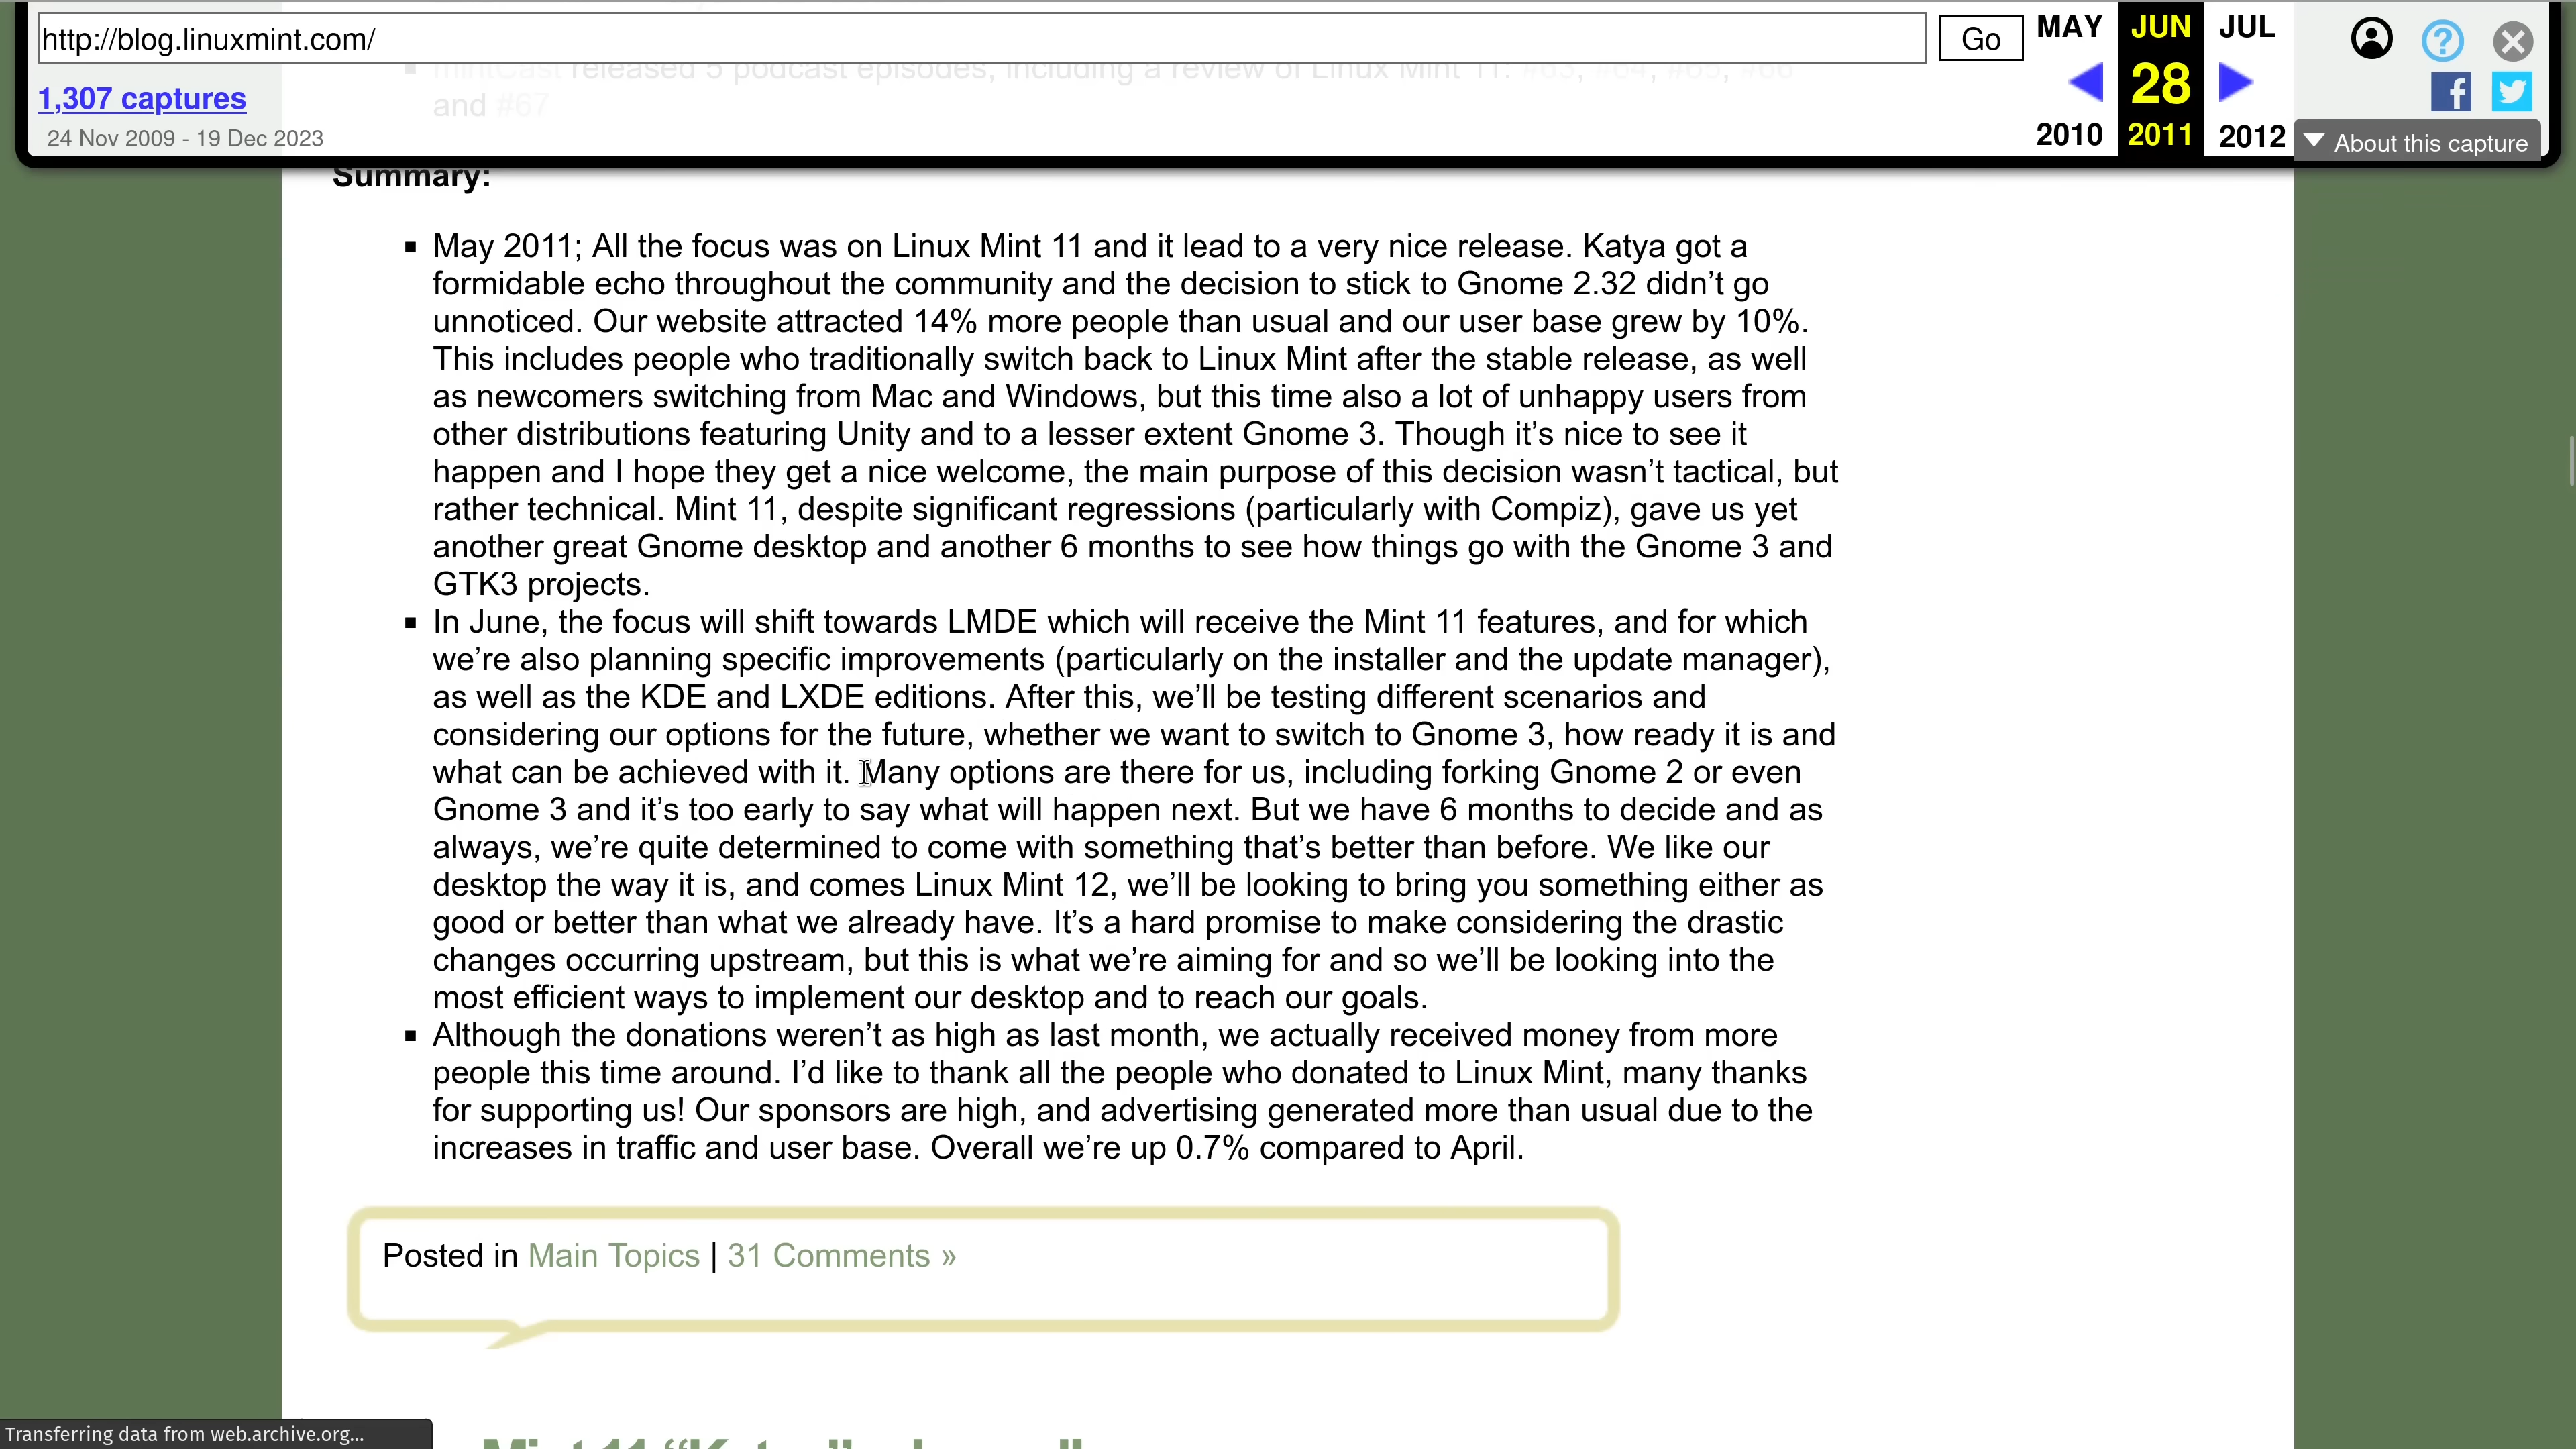 http://blog.linuxmint.com/
Go
MAY JUN JUL
28
2010 2011 2012
1,307 captures
24 Nov 2009 - 19 Dec 2023
About this capture
mintCast released 5 podcast episodes, including a review of Linux Mint 11: #63, #64, #65, #66
and #67
Summary:
May 2011; All the focus was on Linux Mint 11 and it lead to a very nice release. Katya got a
formidable echo throughout the community and the decision to stick to Gnome 2.32 didn’t go
unnoticed. Our website attracted 14% more people than usual and our user base grew by 10%.
This includes people who traditionally switch back to Linux Mint after the stable release, as well
as newcomers switching from Mac and Windows, but this time also a lot of unhappy users from
other distributions featuring Unity and to a lesser extent Gnome 3. Though it’s nice to see it
happen and I hope they get a nice welcome, the main purpose of this decision wasn’t tactical, but
rather technical. Mint 11, despite significant regressions (particularly with Compiz), gave us yet
another great Gnome desktop and another 6 months to see how things go with the Gnome 3 and
GTK3 projects.
In June, the focus will shift towards LMDE which will receive the Mint 11 features, and for which
we’re also planning specific improvements (particularly on the installer and the update manager),
as well as the KDE and LXDE editions. After this, we’ll be testing different scenarios and
considering our options for the future, whether we want to switch to Gnome 3, how ready it is and
what can be achieved with it. Many options are there for us, including forking Gnome 2 or even
Gnome 3 and it’s too early to say what will happen next. But we have 6 months to decide and as
always, we’re quite determined to come with something that’s better than before. We like our
desktop the way it is, and comes Linux Mint 12, we’ll be looking to bring you something either as
good or better than what we already have. It’s a hard promise to make considering the drastic
changes occurring upstream, but this is what we’re aiming for and so we’ll be looking into the
most efficient ways to implement our desktop and to reach our goals.
Although the donations weren’t as high as last month, we actually received money from more
people this time around. I’d like to thank all the people who donated to Linux Mint, many thanks
for supporting us! Our sponsors are high, and advertising generated more than usual due to the
increases in traffic and user base. Overall we’re up 0.7% compared to April.
Posted in Main Topics | 31 Comments »
Transferring data from web.archive.org...